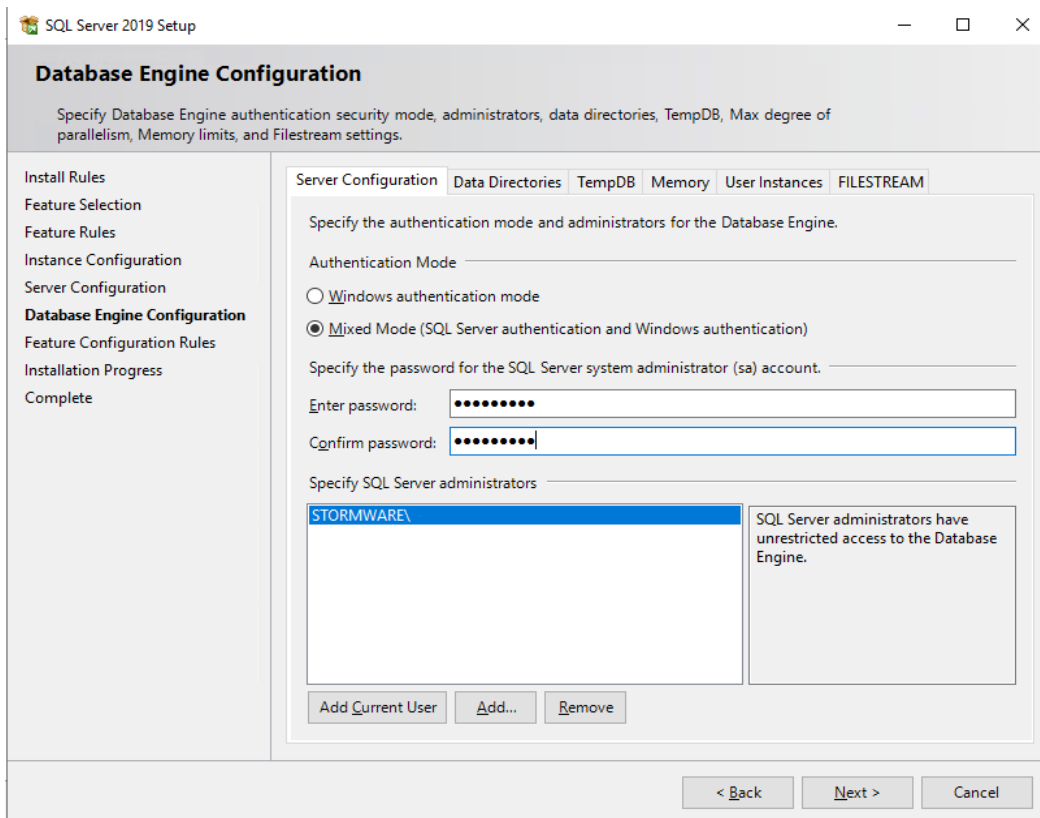 SQL Server 2019 Setup
Database Engine Configuration
Specify Database Engine authentication security mode, administrators, data directories, TempDB, Max degree of
parallelism, Memory limits, and Filestream settings.
Install Rules
Feature Selection
Feature Rules
Instance Configuration
Server Configuration
Database Engine Configuration
Feature Configuration Rules
Installation Progress
Complete
Server Configuration Data Directories TempDB Memory User Instances FILESTREAM
Specify the authentication mode and administrators for the Database Engine.
Authentication Mode
Windows authentication mode
Mixed Mode (SQL Server authentication and Windows authentication)
Specify the password for the SQL Server system administrator (sa) account.
Enter password: •••••••••
Confirm password: •••••••••
Specify SQL Server administrators
STORMWARE\
SQL Server administrators have
unrestricted access to the Database
Engine.
Add Current User Add... Remove
< Back Next > Cancel